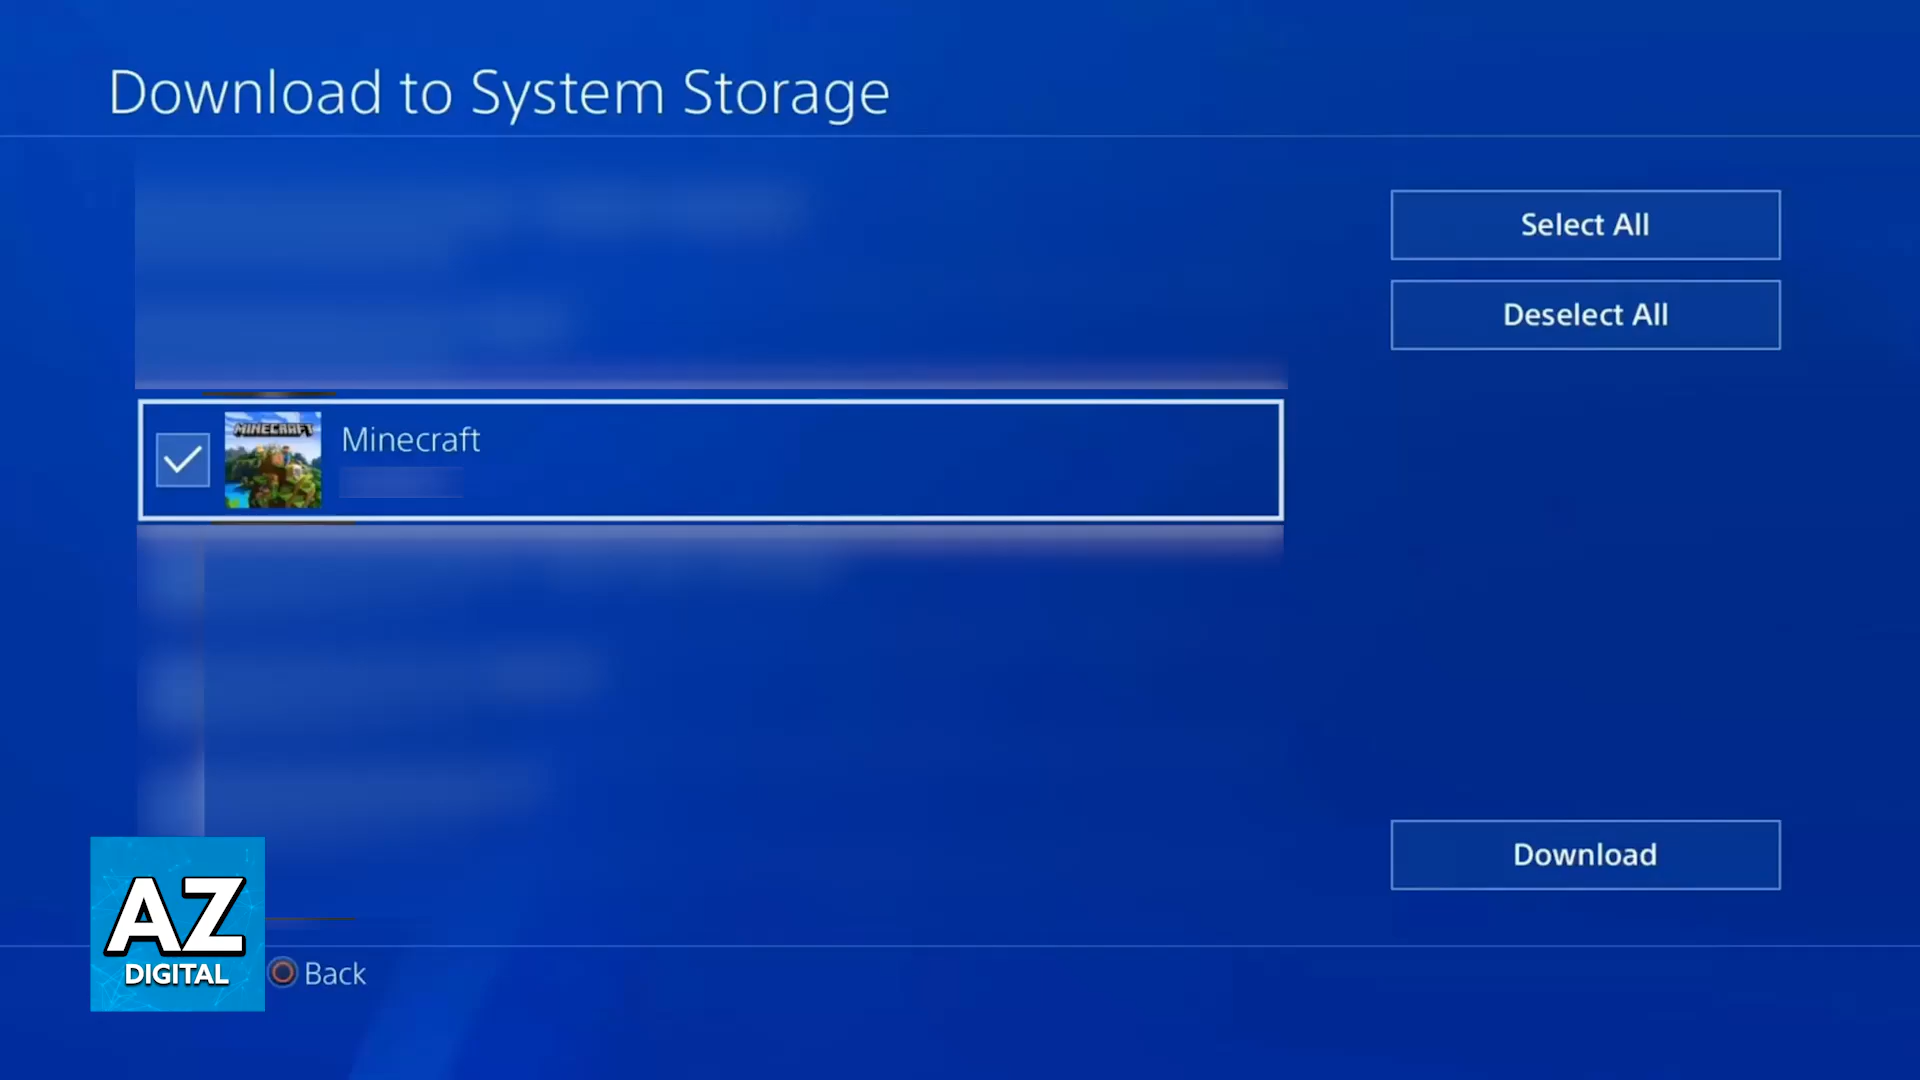 Download to System Storage
Select All
Deselect All
MINECRAFT
Minecraft
Download
AZ
DIGITAL
Back